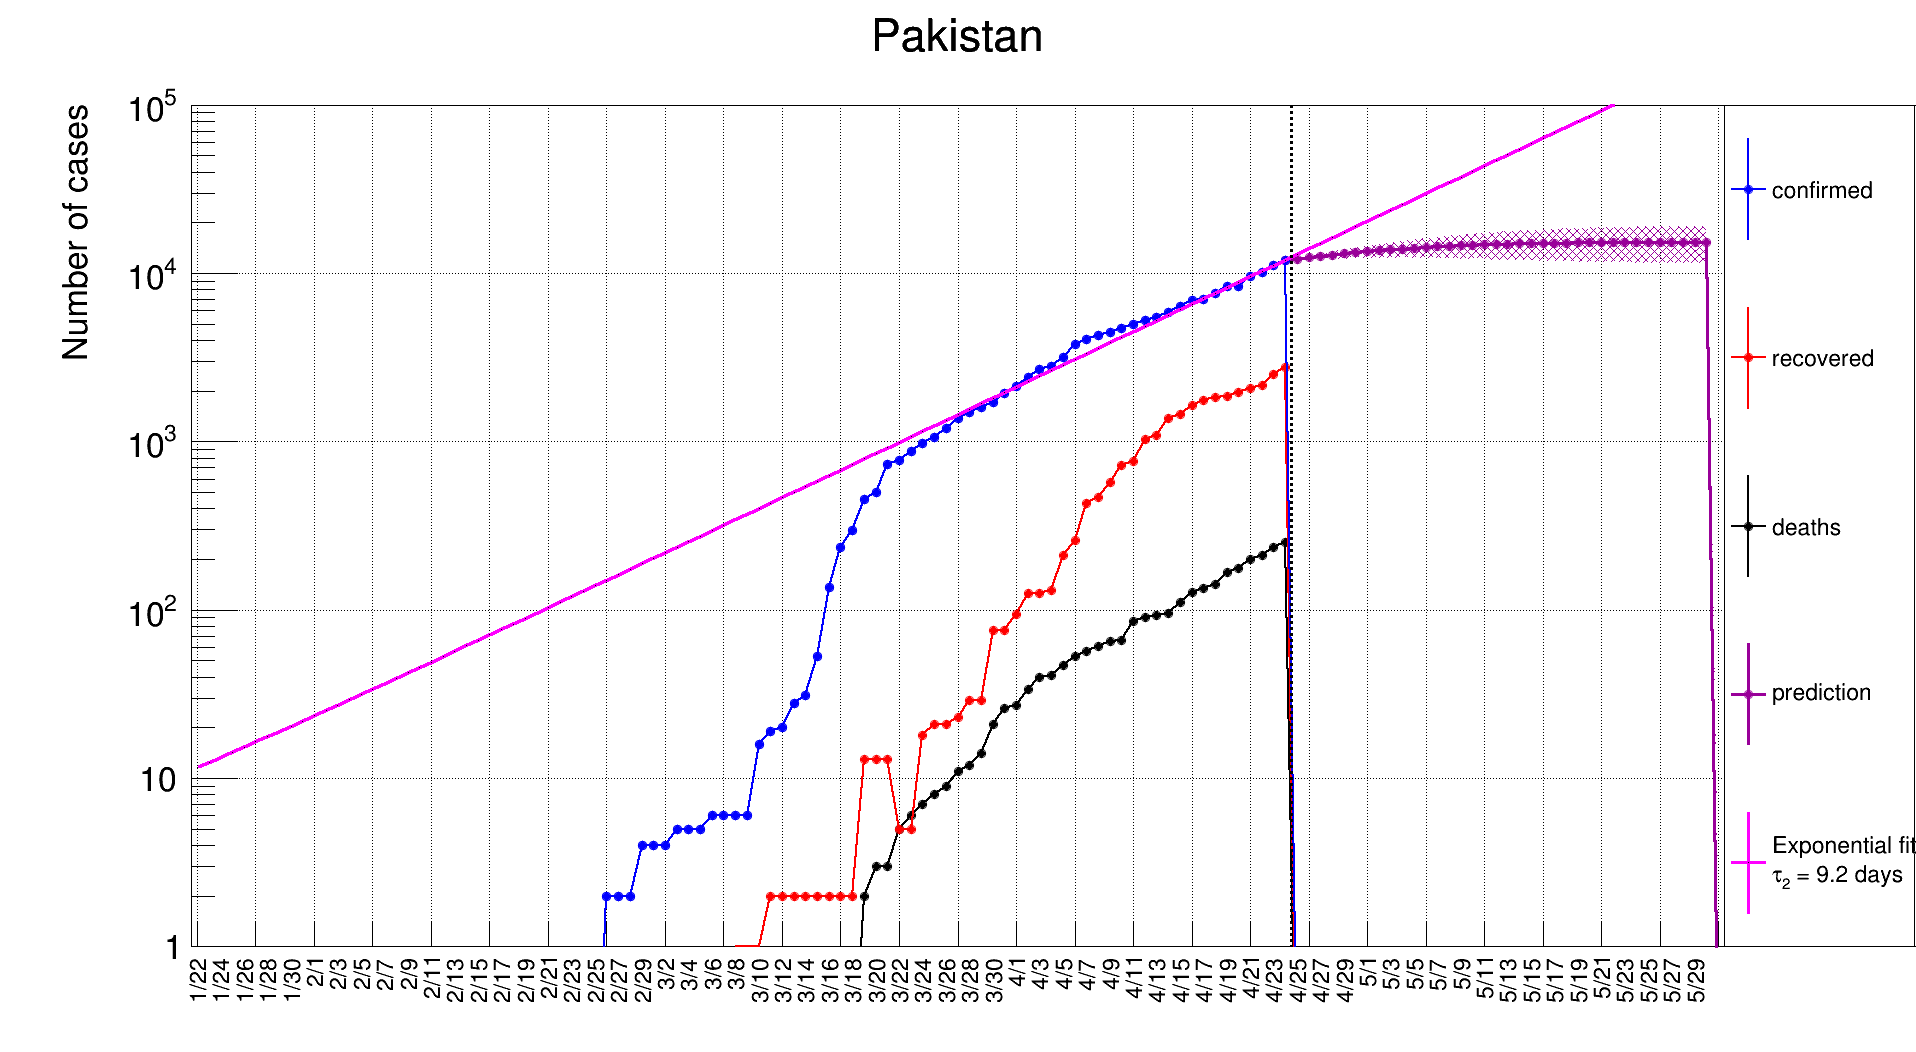 Pakistan
Number of cases
10^5
10^4
10^3
10^2
10
1
1/22 1/24 1/26 1/28 1/30 2/1 2/3 2/5 2/7 2/9 2/11 2/13 2/15 2/17 2/19 2/21 2/23 2/25 2/27 2/29 3/2 3/4 3/6 3/8 3/10 3/12 3/14 3/16 3/18 3/20 3/22 3/24 3/26 3/28 3/30 4/1 4/3 4/5 4/7 4/9 4/11 4/13 4/15 4/17 4/19 4/21 4/23 4/25 4/27 4/29 5/1 5/3 5/5 5/7 5/9 5/11 5/13 5/15 5/17 5/19 5/21 5/23 5/25 5/27 5/29
confirmed
recovered
deaths
prediction
Exponential fit
τ₂ = 9.2 days